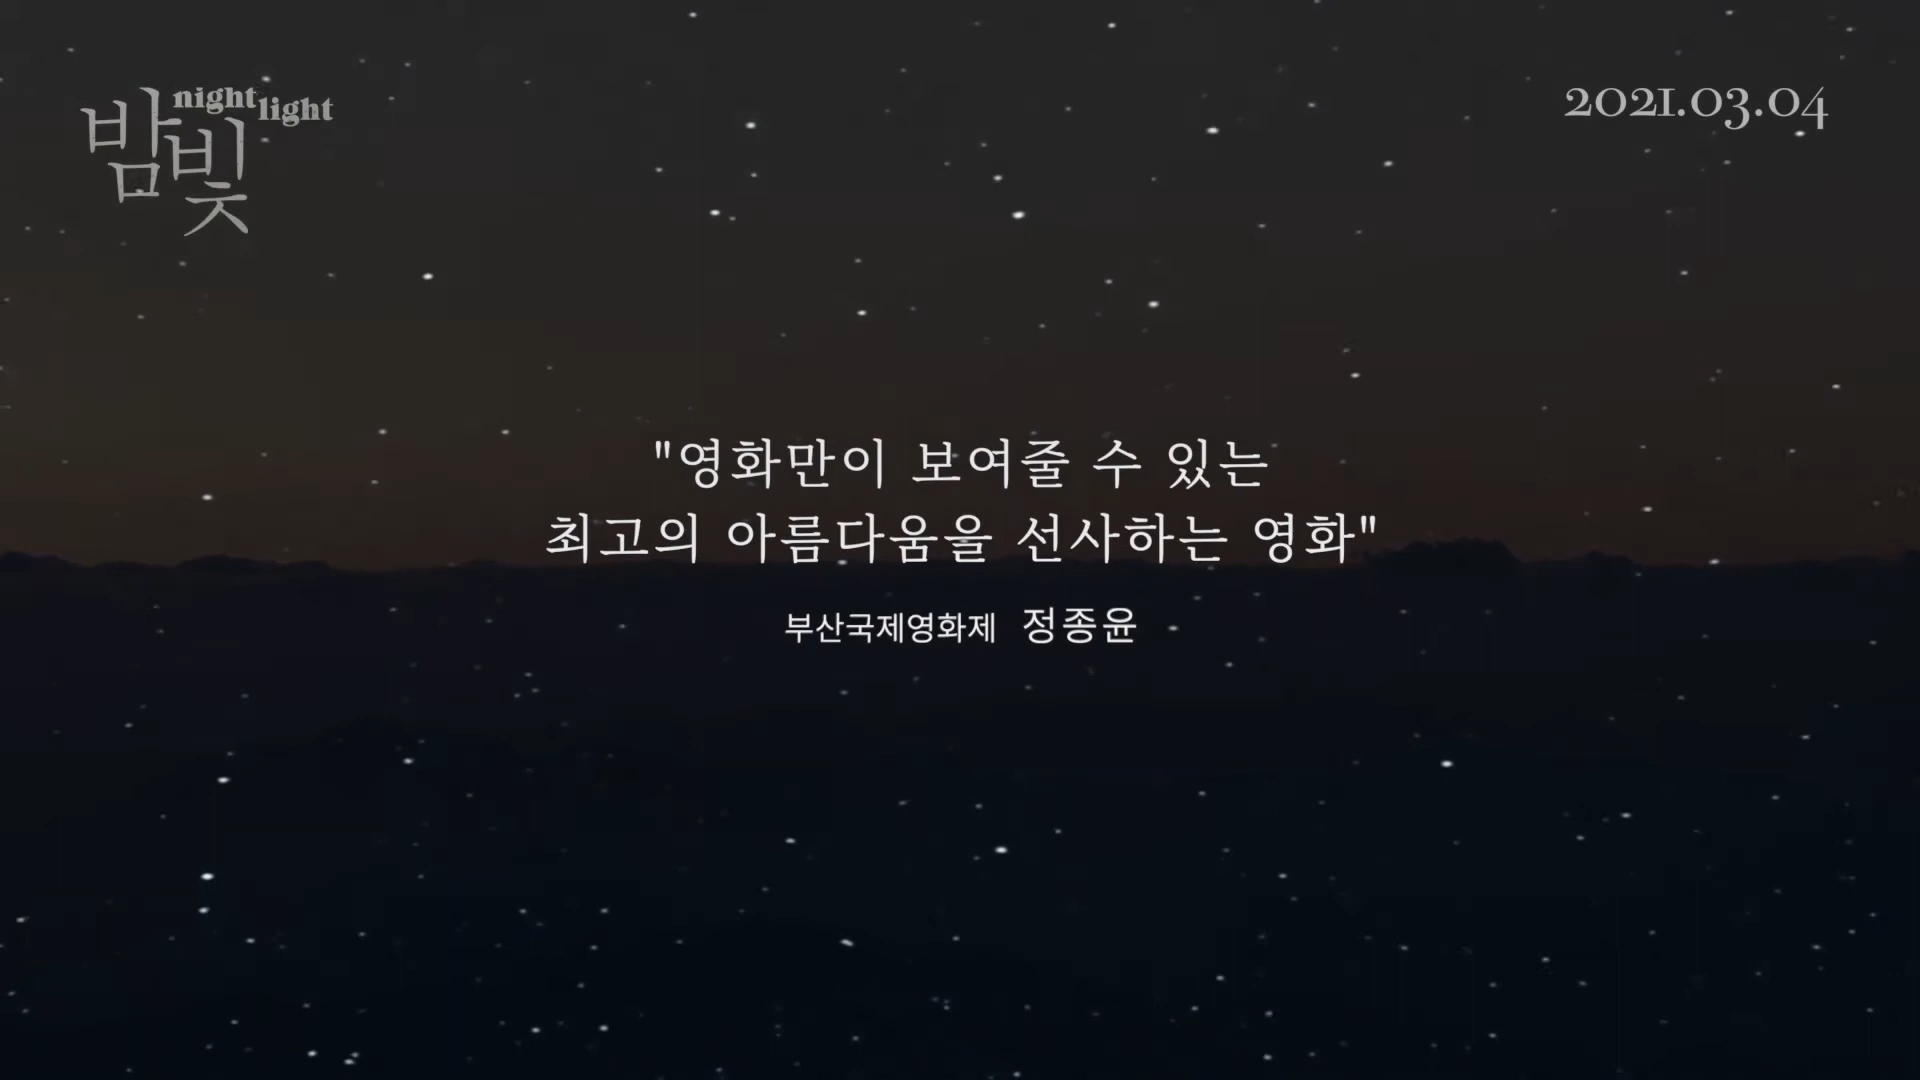 밤빛
night light
2021.03.04
"영화만이 보여줄 수 있는
최고의 아름다움을 선사하는 영화"
부산국제영화제 정종윤